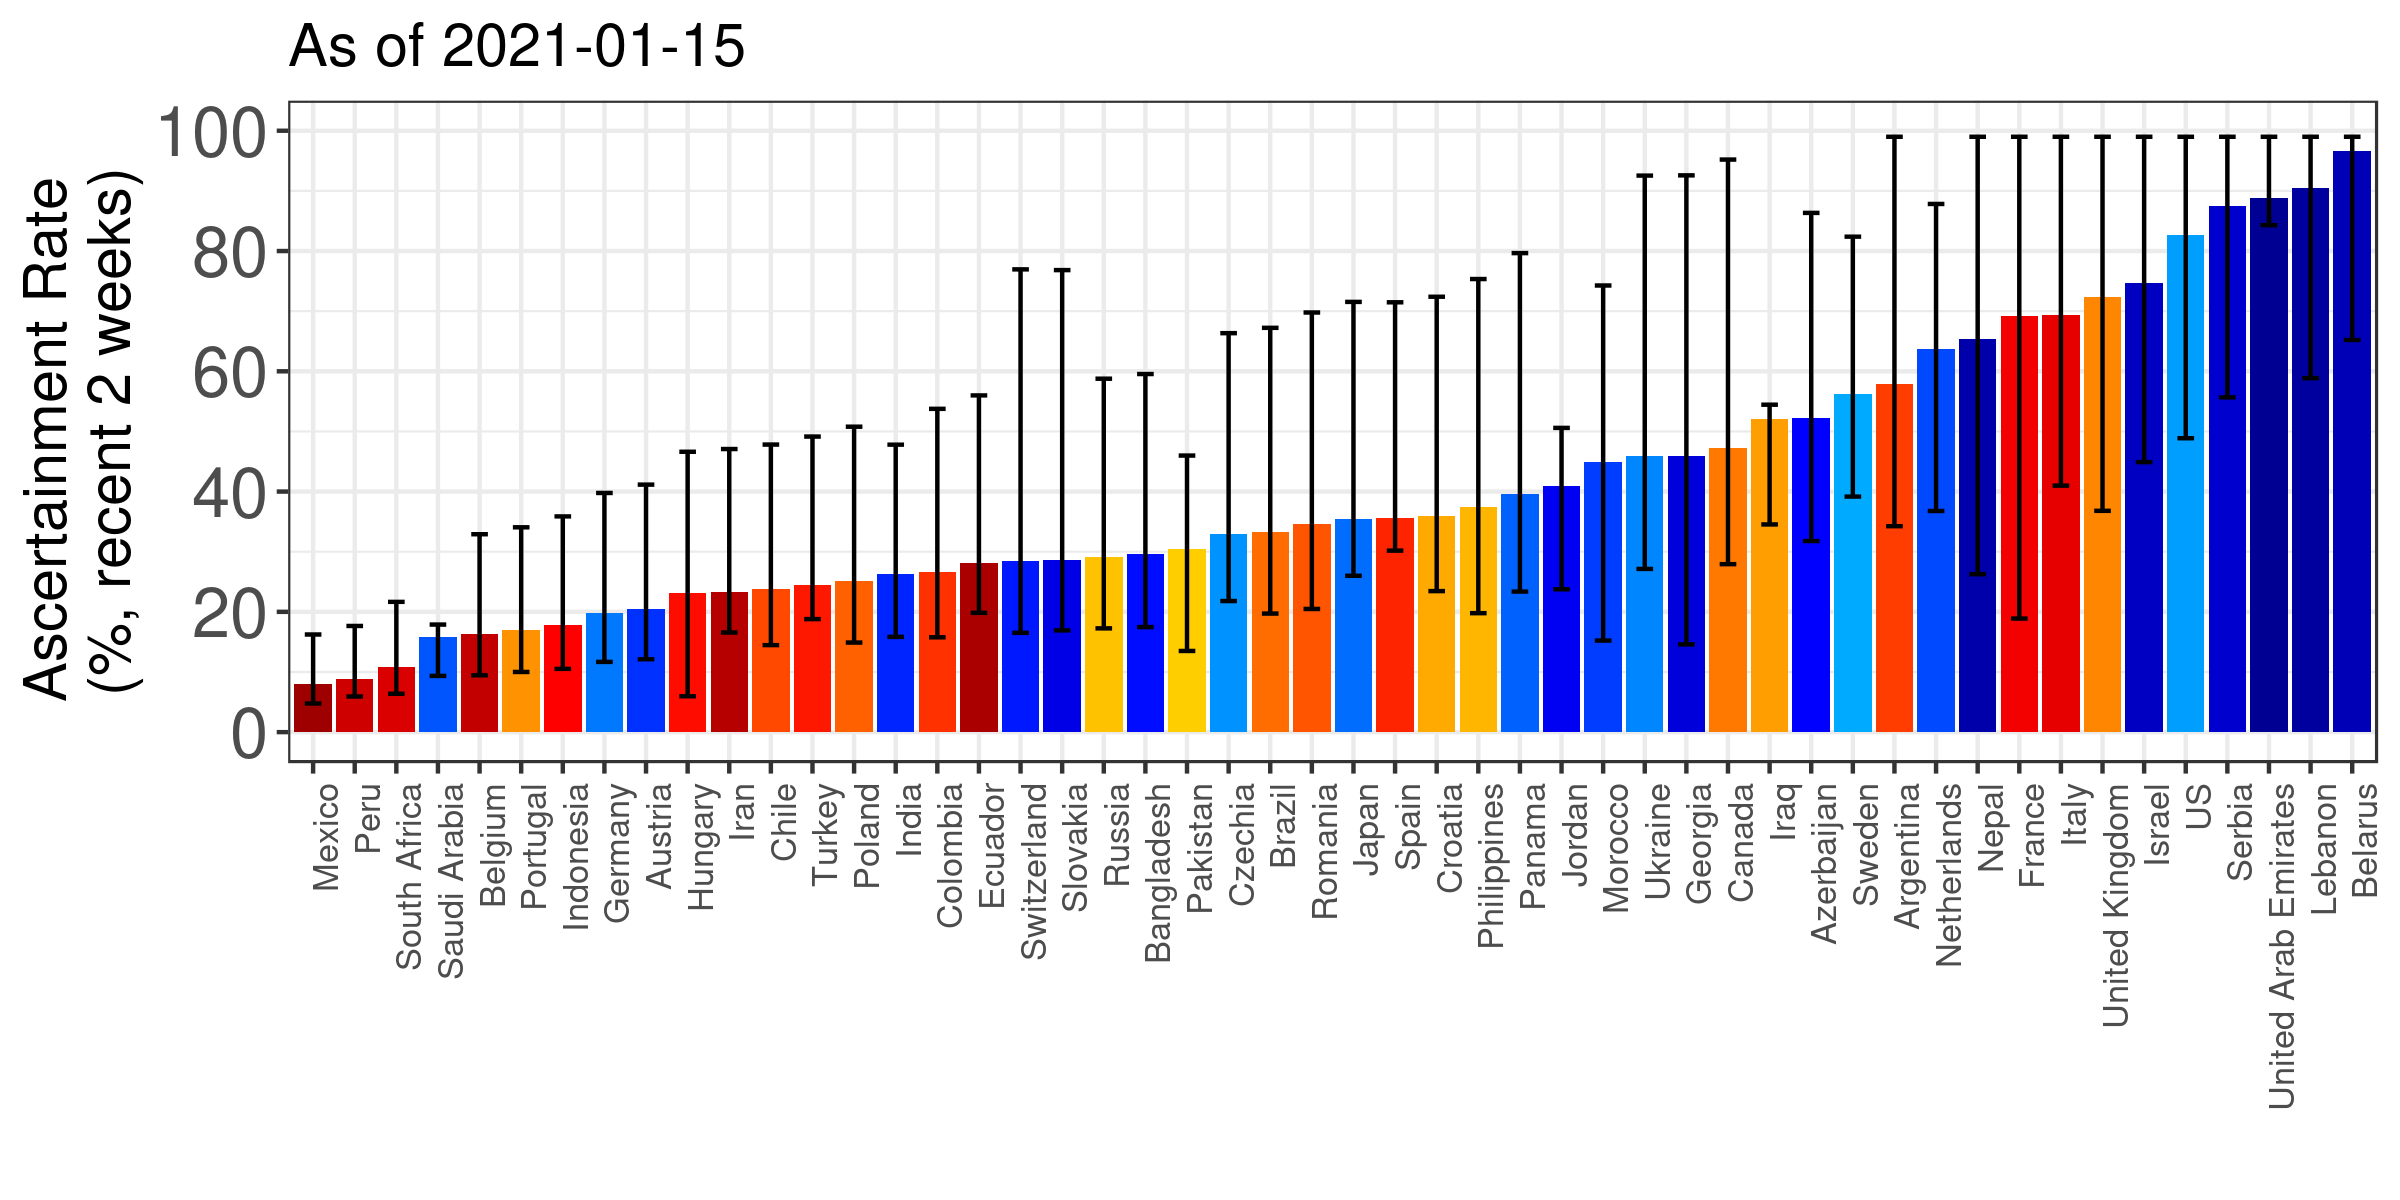 As of 2021-01-15
Ascertainment Rate
(%, recent 2 weeks)
100
80
60
40
20
0
Mexico
Peru
South Africa
Saudi Arabia
Belgium
Portugal
Indonesia
Germany
Austria
Hungary
Iran
Chile
Turkey
Poland
India
Colombia
Ecuador
Switzerland
Slovakia
Russia
Bangladesh
Pakistan
Czechia
Brazil
Romania
Japan
Spain
Croatia
Philippines
Panama
Jordan
Morocco
Ukraine
Georgia
Canada
Iraq
Azerbaijan
Sweden
Argentina
Netherlands
Nepal
France
Italy
United Kingdom
Israel
US
Serbia
United Arab Emirates
Lebanon
Belarus